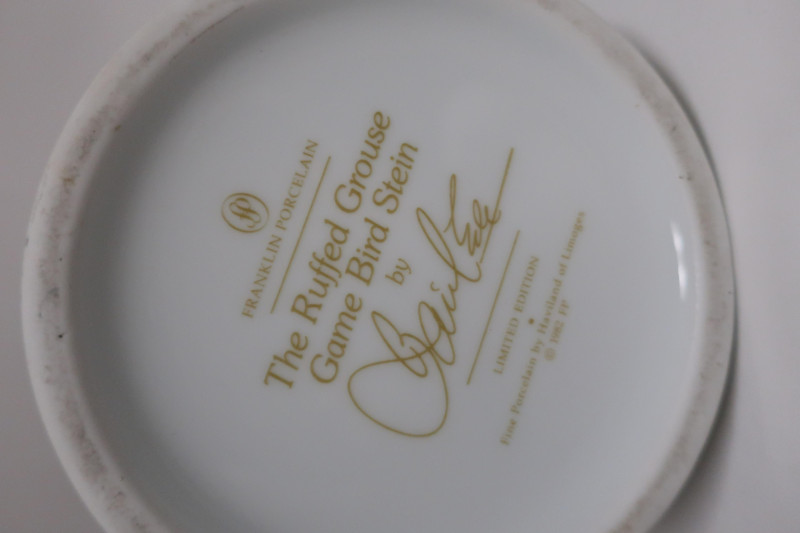 FRANKLIN PORCELAIN
The Ruffed Grouse
Game Bird Stein
by
LIMITED EDITION
Fine Porcelain by Haviland of Limoges
© 1982 FP